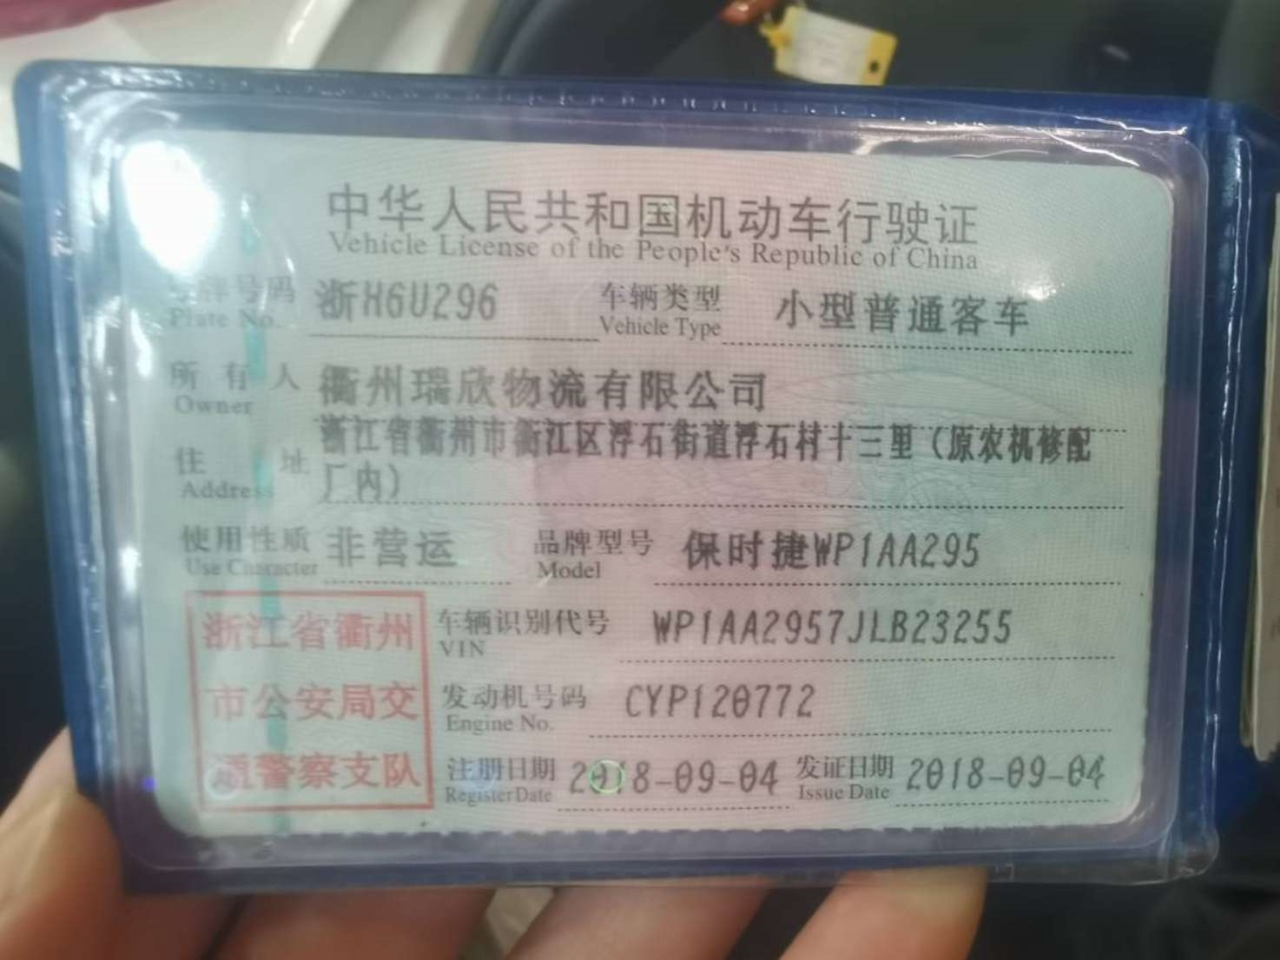 中华人民共和国机动车行驶证
Vehicle License of the People's Republic of China
号牌号码 浙H6U296 车辆类型 小型普通客车
Plate No. Vehicle Type
所有人 衢州瑞欣物流有限公司
Owner
浙江省衢州市衢江区浮石街道浮石村十三里（原农机修配
住址 厂内）
Address
使用性质 非营运 品牌型号 保时捷WP1AA295
Use Character Model
浙江省衢州 车辆识别代号 WP1AA2957JLB23255
VIN
市公安局交 发动机号码 CYP120772
Engine No.
通警察支队 注册日期 2018-09-04 发证日期 2018-09-04
Register Date Issue Date